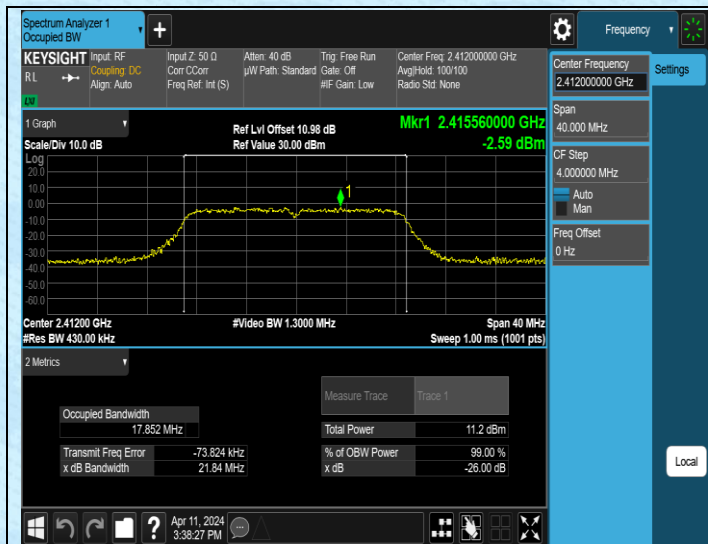 Spectrum Analyzer 1
Occupied BW
Frequency
KEYSIGHT
R L
LXI
Input: RF
Coupling: DC
Align: Auto
Input Z: 50 Ω
Corr CCorr
Freq Ref: Int (S)
Atten: 40 dB
µW Path: Standard
Trig: Free Run
Gate: Off
#IF Gain: Low
Center Freq: 2.412000000 GHz
Avg|Hold: 100/100
Radio Std: None
Center Frequency
2.412000000 GHz
Settings
Span
40.000 MHz
CF Step
4.000000 MHz
Auto
Man
Freq Offset
0 Hz
1 Graph
Scale/Div 10.0 dB
Ref Lvl Offset 10.98 dB
Ref Value 30.00 dBm
Mkr1 2.415560000 GHz
-2.59 dBm
Log
20.0
10.0
0.00
-10.0
-20.0
-30.0
-40.0
-50.0
-60.0
1
Center 2.41200 GHz
#Res BW 430.00 kHz
#Video BW 1.3000 MHz
Span 40 MHz
Sweep 1.00 ms (1001 pts)
2 Metrics
Measure Trace Trace 1
Occupied Bandwidth
17.852 MHz
Total Power 11.2 dBm
Transmit Freq Error -73.824 kHz
% of OBW Power 99.00 %
x dB Bandwidth 21.84 MHz
x dB -26.00 dB
Local
Apr 11, 2024
3:38:27 PM